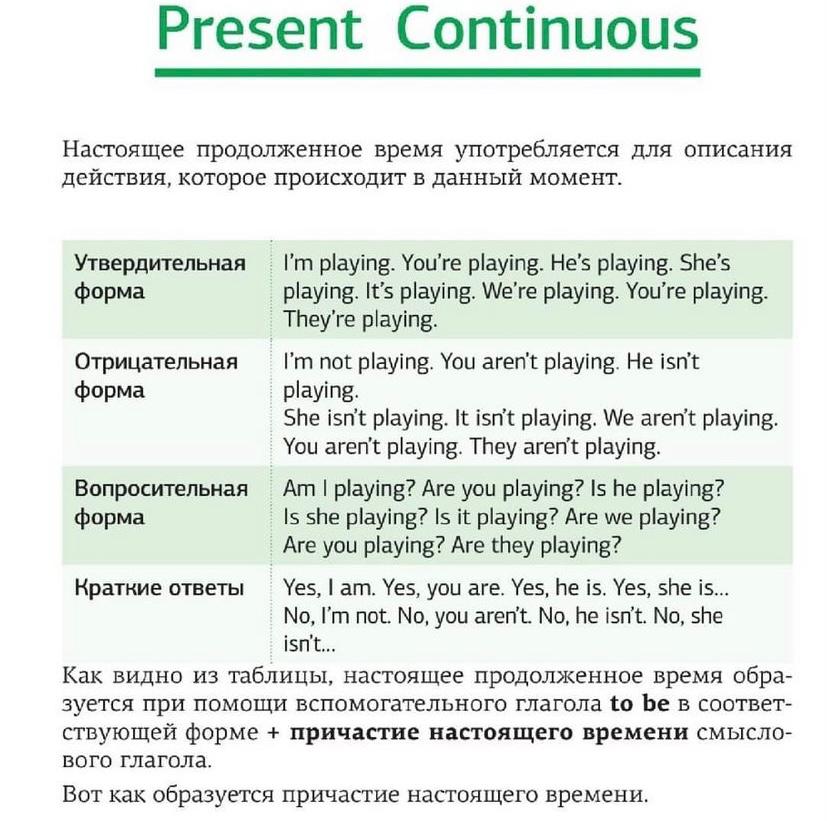 Present Continuous
Настоящее продолженное время употребляется для описания
действия, которое происходит в данный момент.
Утвердительная
форма
I'm playing. You're playing. He's playing. She's
playing. It's playing. We're playing. You're playing.
They're playing.
Отрицательная
форма
I'm not playing. You aren't playing. He isn't
playing.
She isn't playing. It isn't playing. We aren't playing.
You aren't playing. They aren't playing.
Вопросительная
форма
Am I playing? Are you playing? Is he playing?
Is she playing? Is it playing? Are we playing?
Are you playing? Are they playing?
Краткие ответы
Yes, I am. Yes, you are. Yes, he is. Yes, she is...
No, I'm not. No, you aren't. No, he isn't. No, she
isn't...
Как видно из таблицы, настоящее продолженное время обра-
зуется при помощи вспомогательного глагола to be в соответ-
ствующей форме + причастие настоящего времени смысло-
вого глагола.
Вот как образуется причастие настоящего времени.